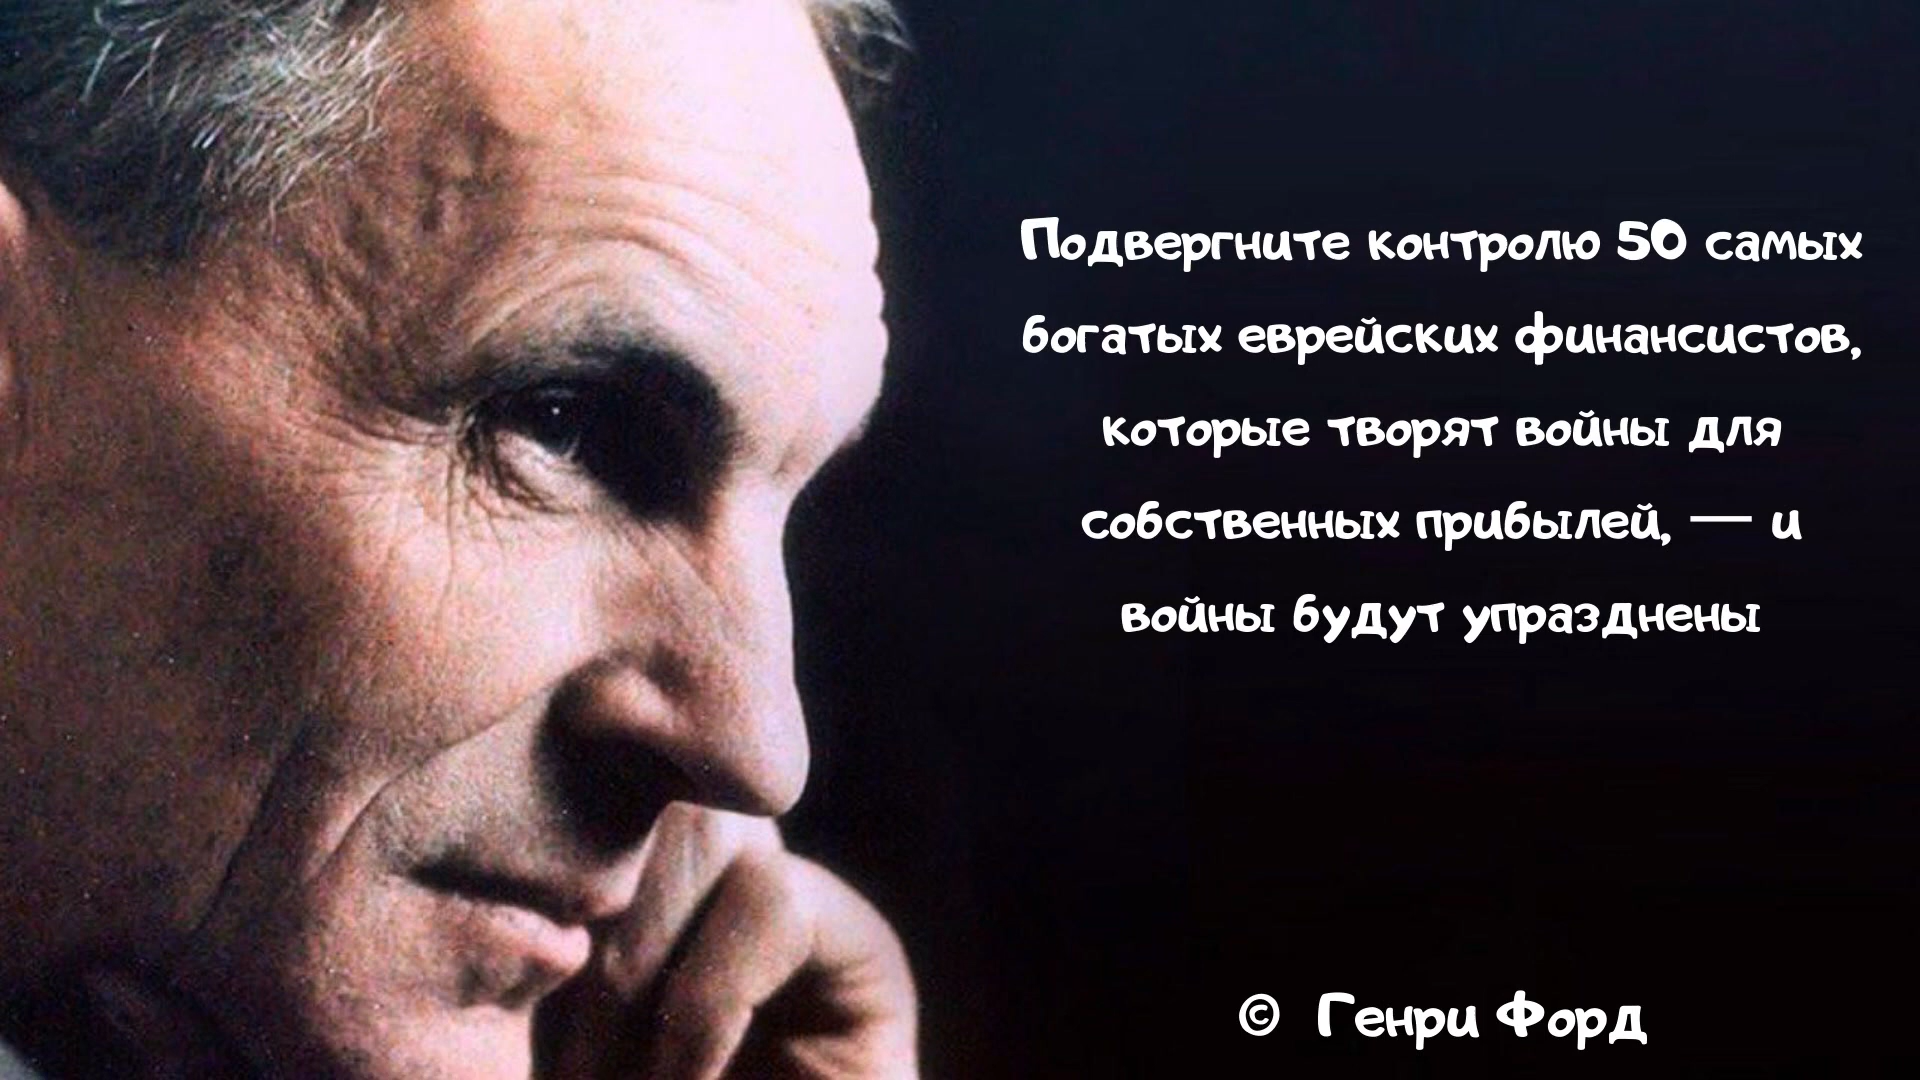 Подвергните контролю 50 самых
богатых еврейских финансистов,
которые творят войны для
собственных прибылей, — и
войны будут упразднены
© Генри Форд